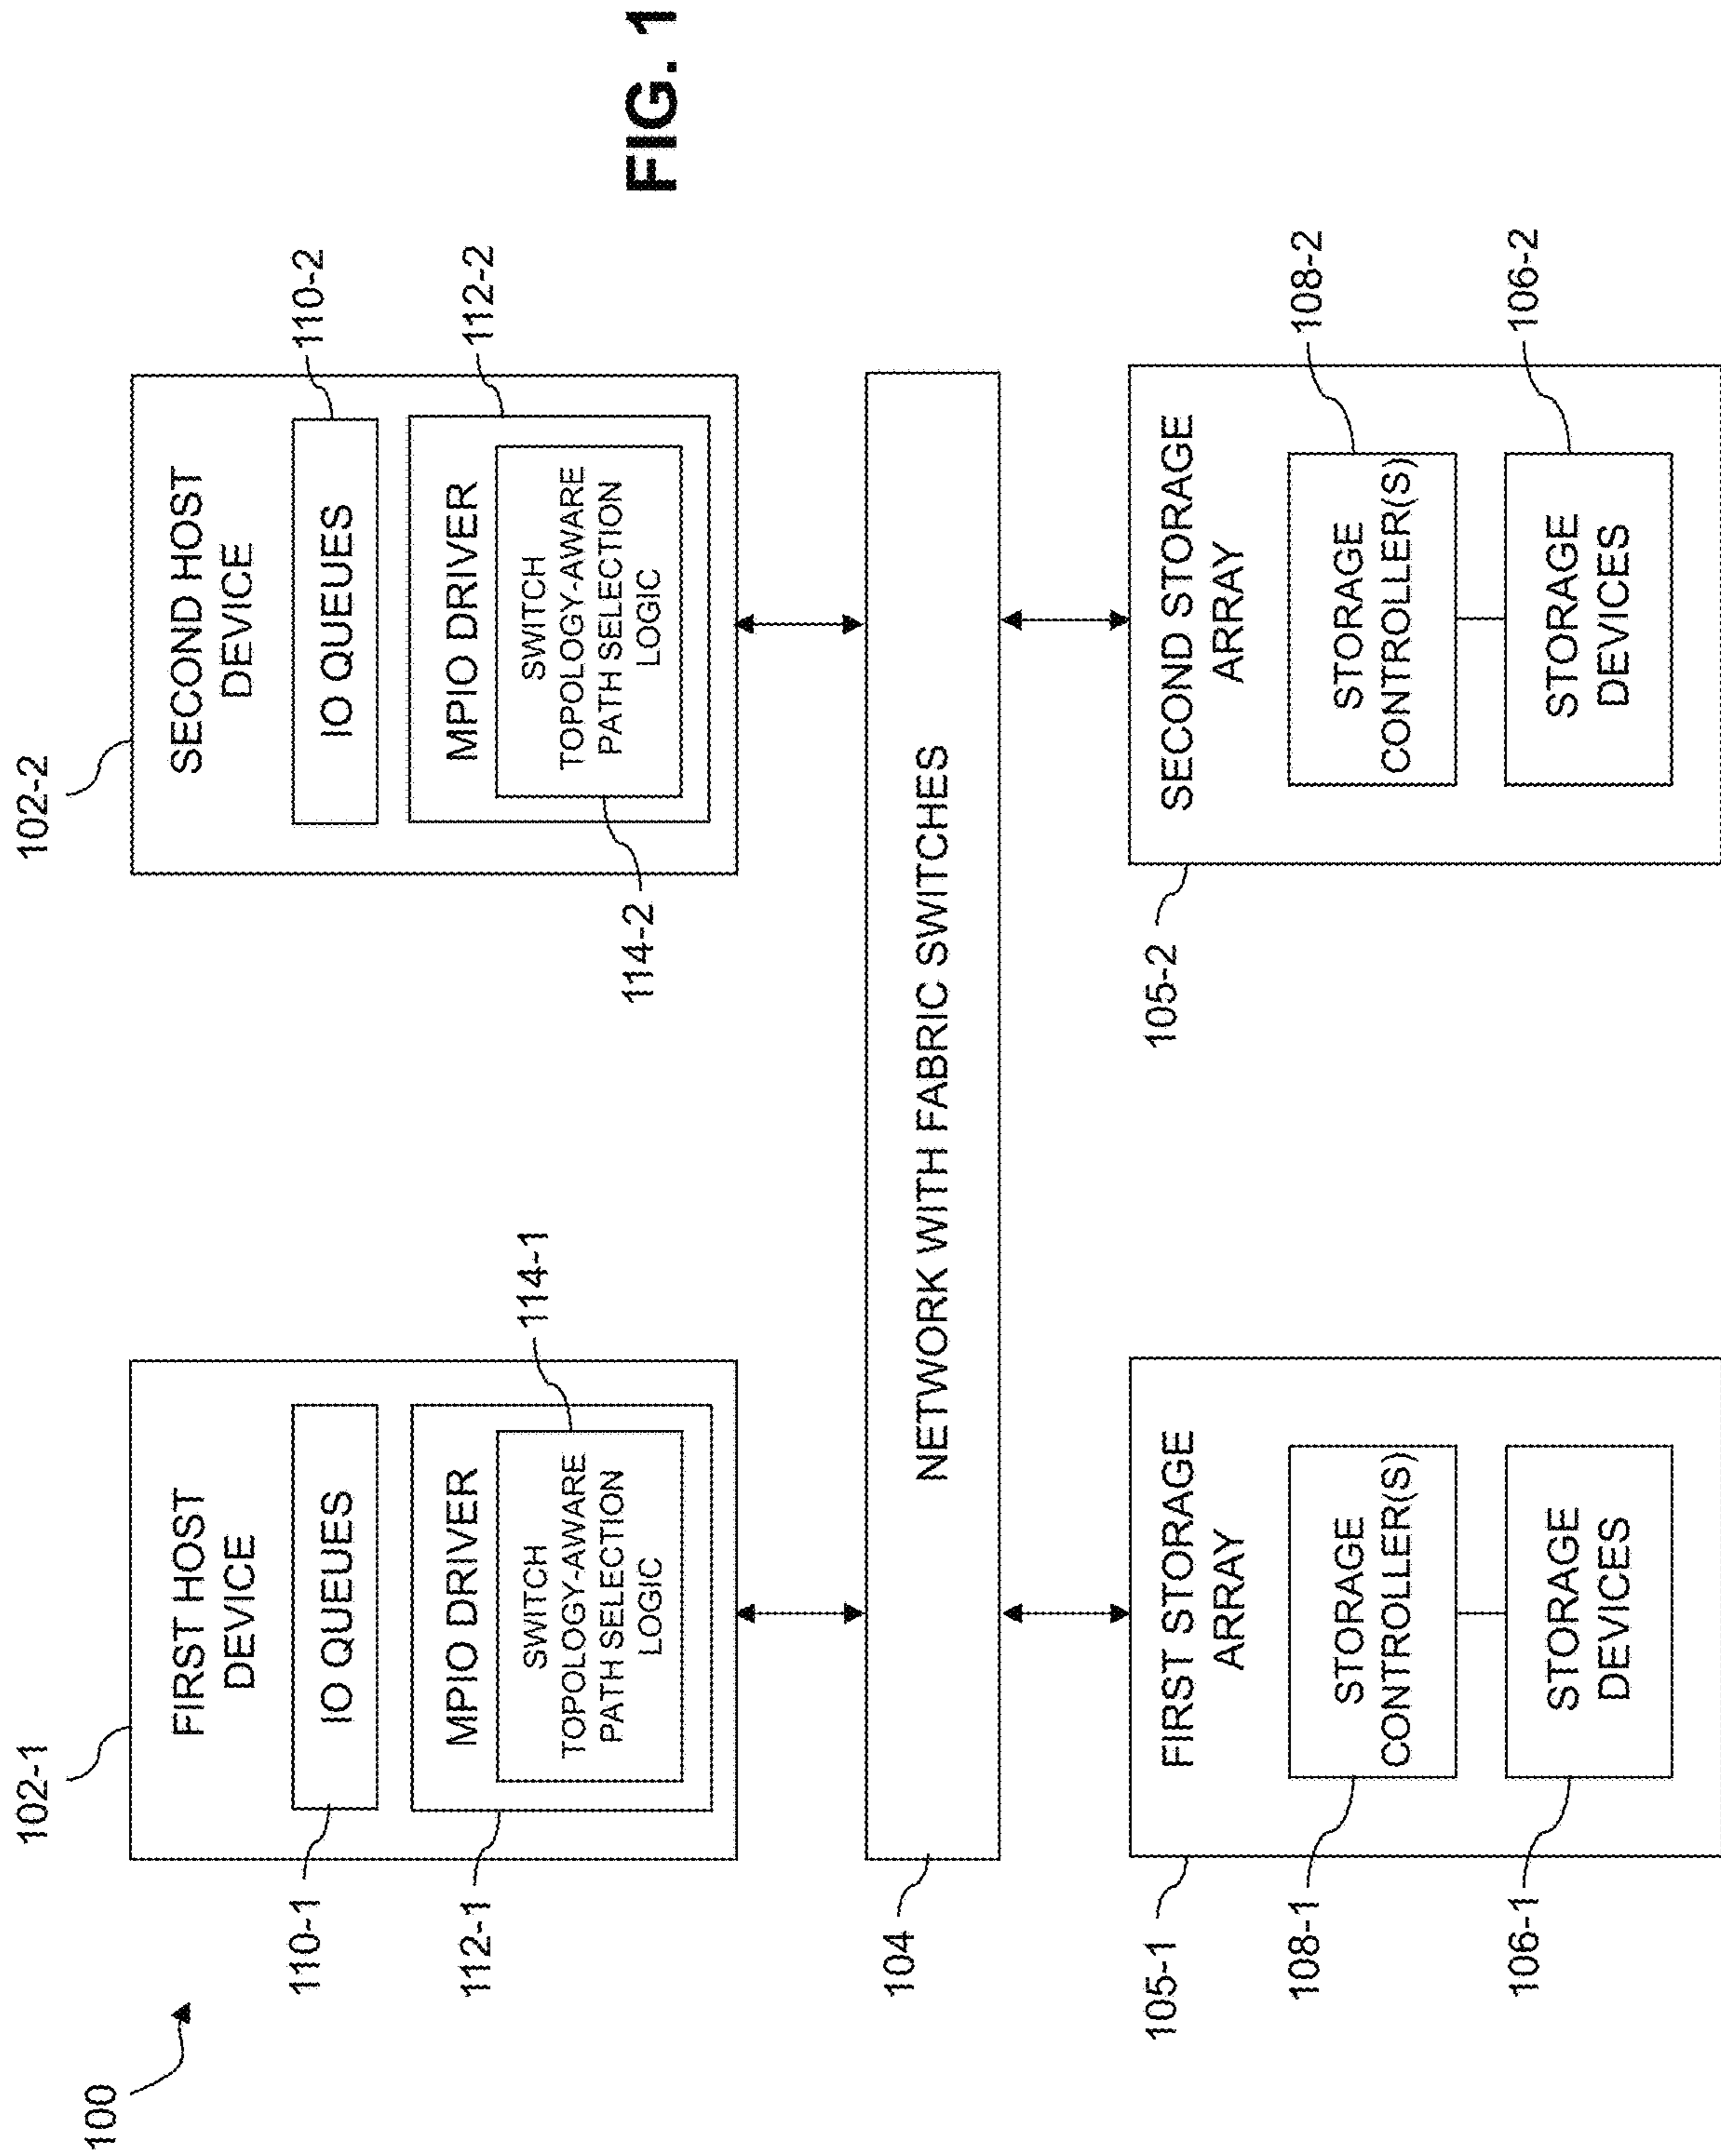 100
102-1
FIRST HOST
DEVICE
110-1
IO QUEUES
112-1
MPIO DRIVER
SWITCH
TOPOLOGY-AWARE
PATH SELECTION
LOGIC
114-1
102-2
SECOND HOST
DEVICE
IO QUEUES
110-2
MPIO DRIVER
112-2
SWITCH
TOPOLOGY-AWARE
PATH SELECTION
LOGIC
114-2
104
NETWORK WITH FABRIC SWITCHES
105-1
FIRST STORAGE
ARRAY
108-1
STORAGE
CONTROLLER(S)
106-1
STORAGE
DEVICES
105-2
SECOND STORAGE
ARRAY
STORAGE
CONTROLLER(S)
108-2
STORAGE
DEVICES
106-2
FIG. 1